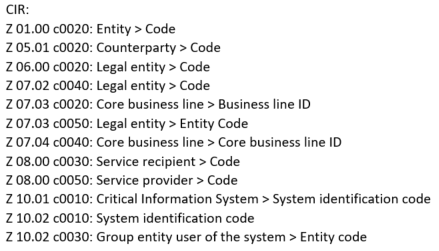 CIR:
Z 01.00 c0020: Entity > Code
Z 05.01 c0020: Counterparty > Code
Z 06.00 c0020: Legal entity > Code
Z 07.02 c0040: Legal entity > Code
Z 07.03 c0020: Core business line > Business line ID
Z 07.03 c0050: Legal entity > Entity Code
Z 07.04 c0040: Core business line > Core business line ID
Z 08.00 c0030: Service recipient > Code
Z 08.00 c0050: Service provider > Code
Z 10.01 c0010: Critical Information System > System identification code
Z 10.02 c0010: System identification code
Z 10.02 c0030: Group entity user of the system > Entity code